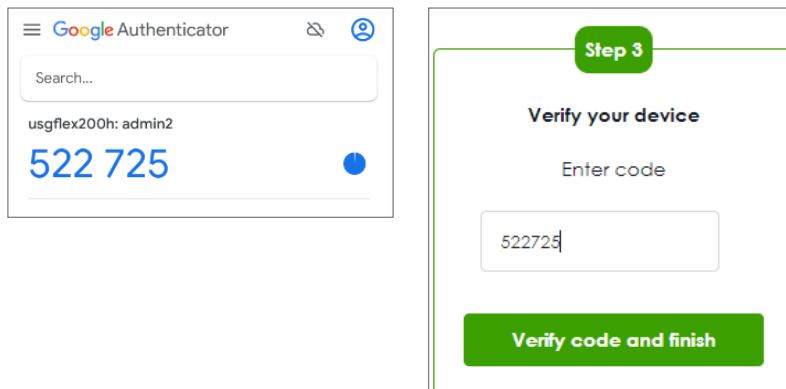 Google Authenticator
Search...
usgflex200h: admin2
522 725
Step 3
Verify your device
Enter code
522725
Verify code and finish